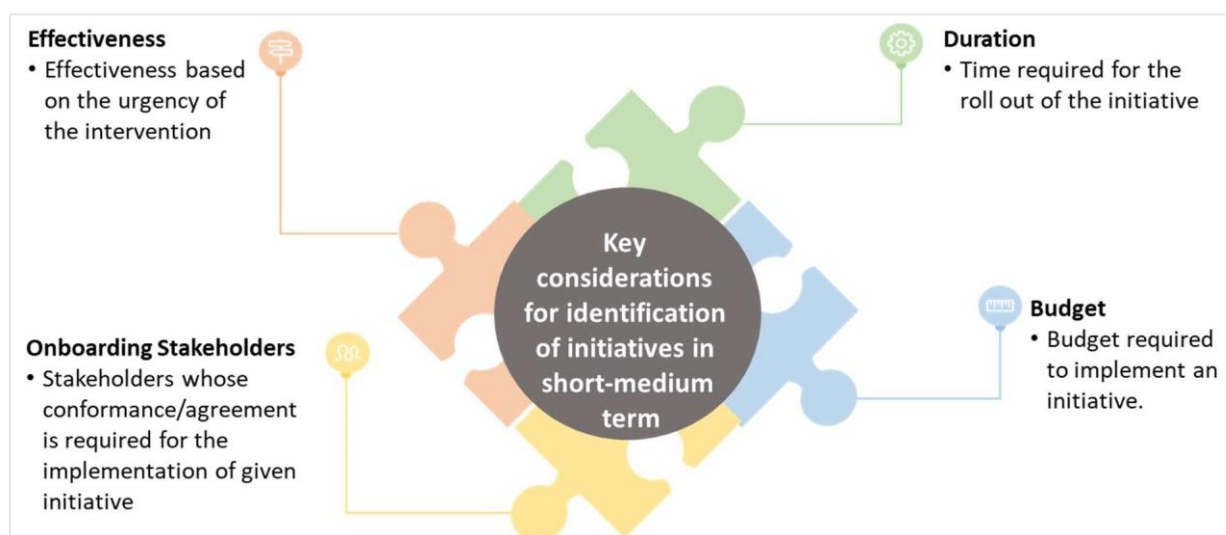 Effectiveness
• Effectiveness based
on the urgency of
the intervention
Duration
• Time required for the
roll out of the initiative
Key
considerations
for identification
of initiatives in
short-medium
term
Onboarding Stakeholders
• Stakeholders whose
conformance/agreement
is required for the
implementation of given
initiative
Budget
• Budget required
to implement an
initiative.